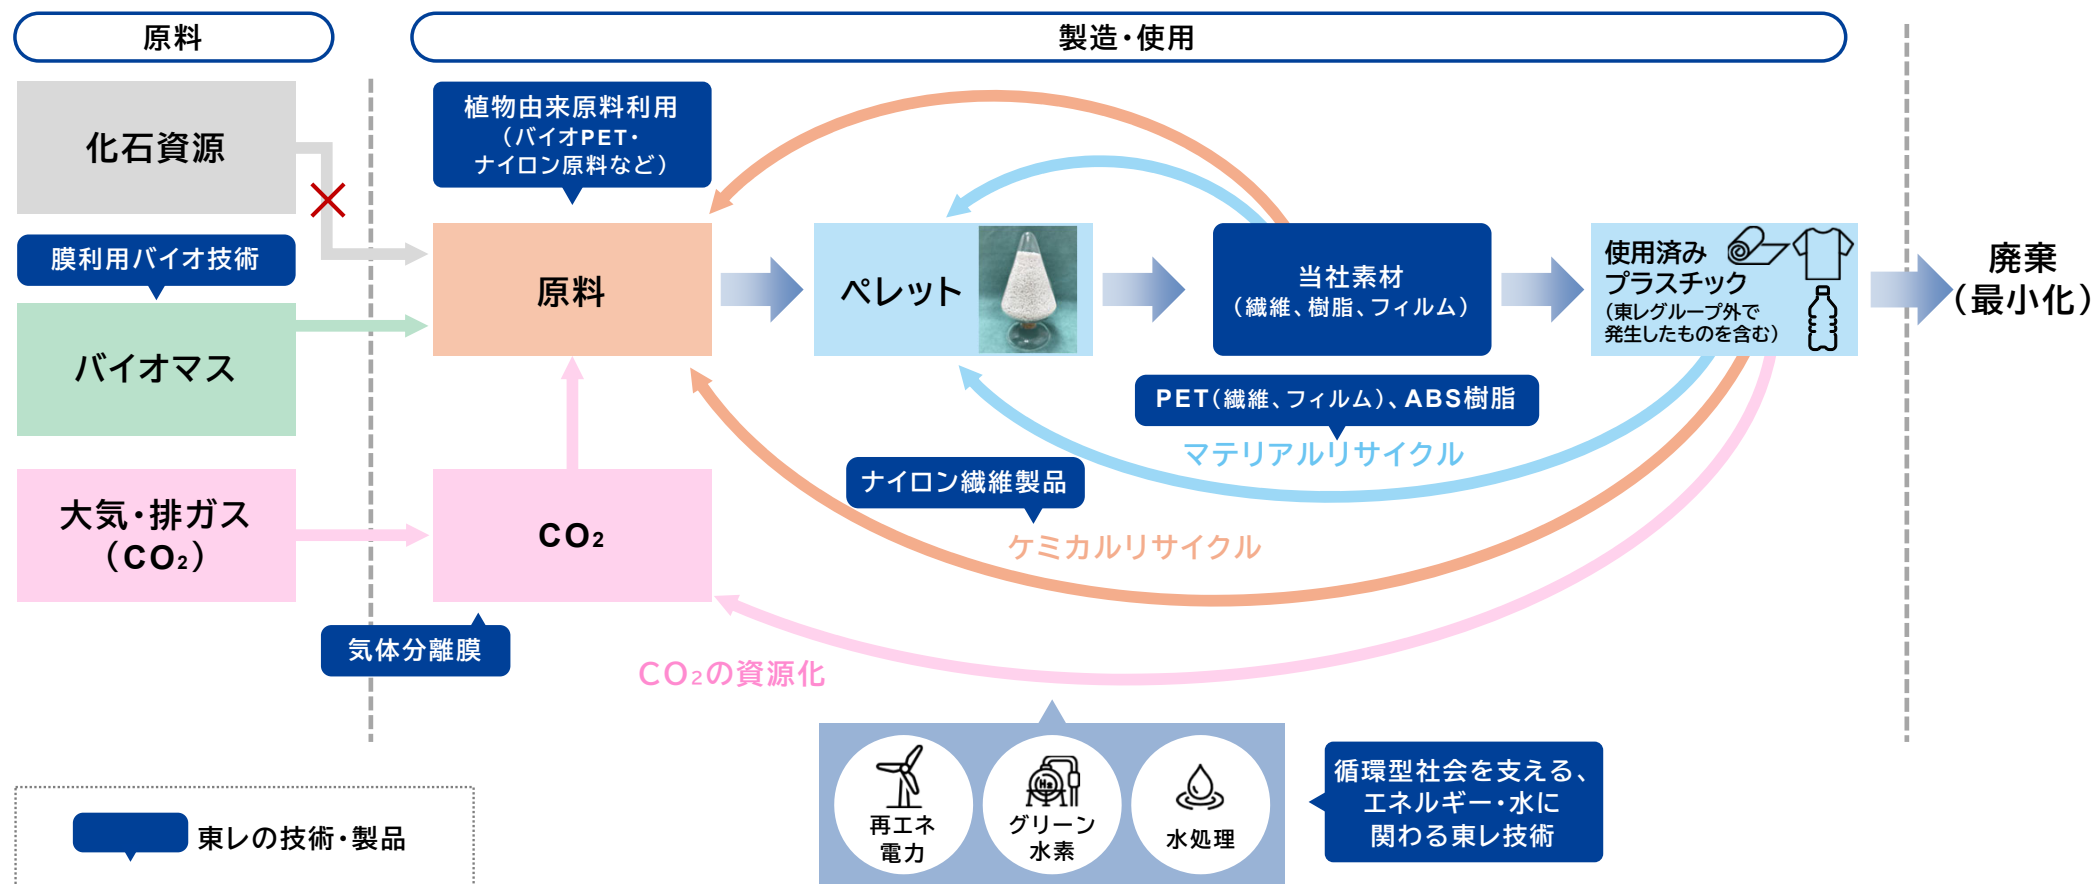 原料
製造・使用
化石資源
植物由来原料利用
（バイオPET・
ナイロン原料など）
膜利用バイオ技術
原料
ペレット
当社素材
（繊維、樹脂、フィルム）
使用済み
プラスチック
（東レグループ外で
発生したものを含む）
廃棄
（最小化）
バイオマス
PET（繊維、フィルム）、ABS樹脂
マテリアルリサイクル
ナイロン繊維製品
ケミカルリサイクル
大気・排ガス
（CO₂）
CO₂
気体分離膜
CO₂の資源化
再エネ
電力
H₂
グリーン
水素
水処理
循環型社会を支える、
エネルギー・水に
関わる東レ技術
東レの技術・製品